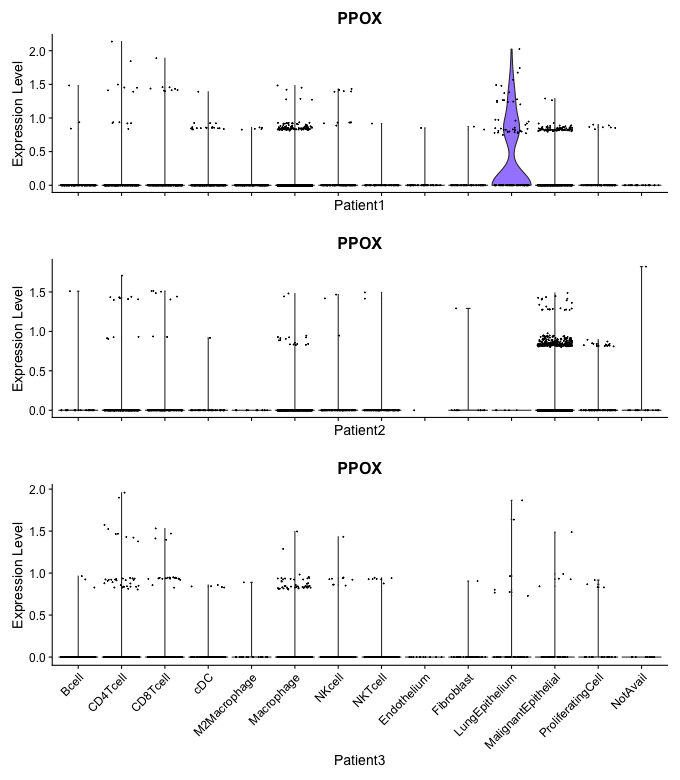 PPOX
Expression Level
2.0
1.5
1.0
0.5
0.0
Patient1
PPOX
Expression Level
1.5
1.0
0.5
0.0
Patient2
PPOX
Expression Level
2.0
1.5
1.0
0.5
0.0
Bcell
CD4Tcell
CD8Tcell
cDC
M2Macrophage
Macrophage
NKcell
NKTcell
Endothelium
Fibroblast
LungEpithelium
MalignantEpithelial
ProliferatingCell
NotAvail
Patient3